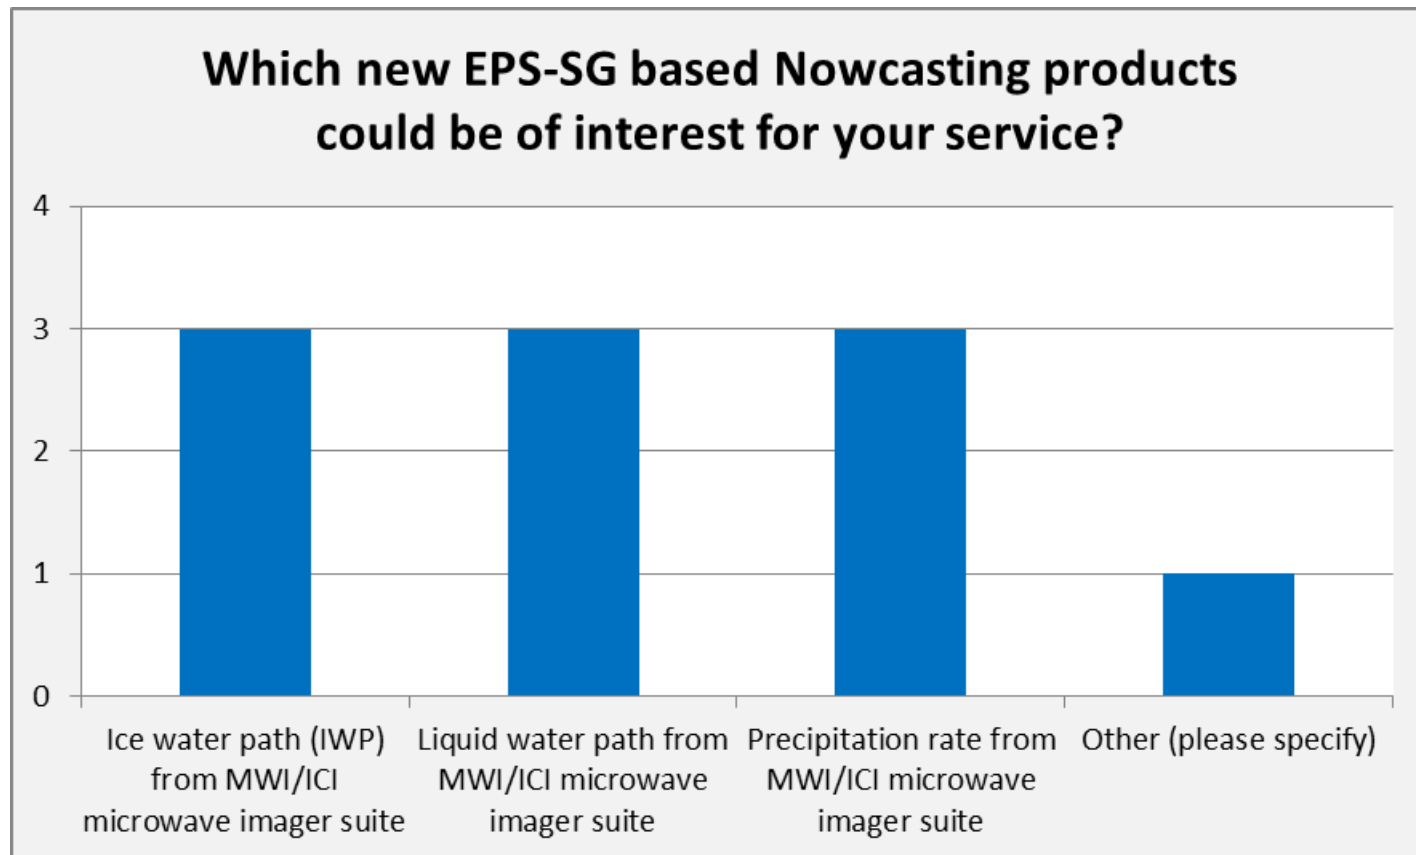 Which new EPS-SG based Nowcasting products
could be of interest for your service?
4
3
2
1
0
Ice water path (IWP)
from MWI/ICI
microwave imager suite
Liquid water path from
MWI/ICI microwave
imager suite
Precipitation rate from
MWI/ICI microwave
imager suite
Other (please specify)